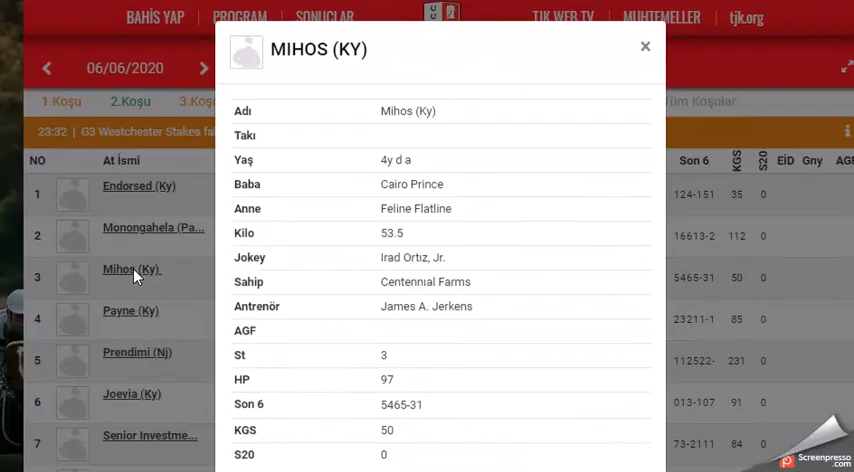 BAHİS YAP PROGRAM SONUÇLAR TJK WEB TV MUHTEMELLER tjk.org
MIHOS (KY) ×
06/06/2020
1.Koşu 2.Koşu Tüm Koşular
23:32 | G3 Westchester Stakes
NO At İsmi Son 6 KGS S20 EİD Gny
Adı Mihos (Ky)
Takı
Yaş 4y d a
Baba Cairo Prince
Anne Feline Flatline
Kilo 53.5
Jokey Irad Ortız, Jr.
Sahip Centennıal Farms
Antrenör James A. Jerkens
AGF
St 3
HP 97
Son 6 5465-31
KGS 50
S20 0
1 Endorsed (Ky) 124-151 35 0
2 Monongahela (Pa... 16613-2 112 0
3 Mihos (Ky) 5465-31 50 0
4 Payne (Ky) 23211-1 85 0
5 Prendimi (Nj) 112522- 231 0
6 Joevia (Ky) 013-107 91 0
7 Senior Investme... 73-2111 84 0
Screenpresso
.com